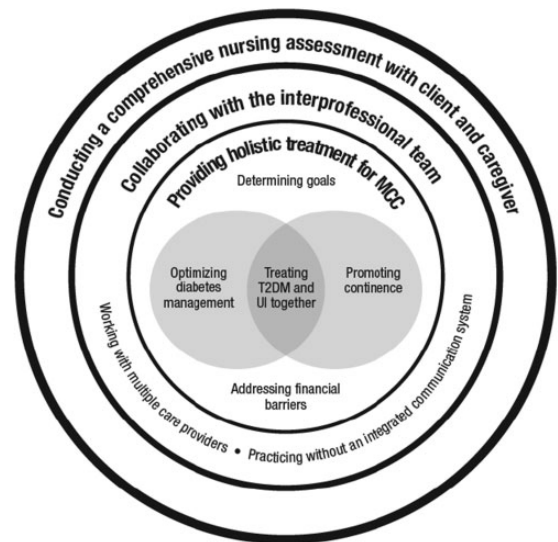 Conducting a comprehensive nursing assessment with client and caregiver
Collaborating with the interprofessional team
Providing holistic treatment for MCC
Determining goals
Optimizing
diabetes
management
Treating
T2DM and
UI together
Promoting
continence
Addressing financial
barriers
Working with multiple care providers • Practicing without an integrated communication system